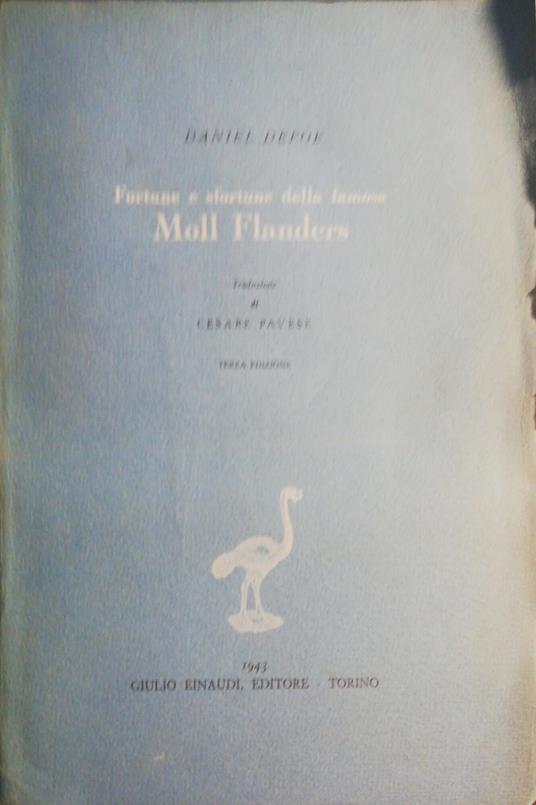 DANIEL DEFOE
Fortune e sfortune della famosa
Moll Flanders
Traduzione
di
CESARE PAVESE
TERZA EDIZIONE
1943
GIULIO EINAUDI, EDITORE - TORINO